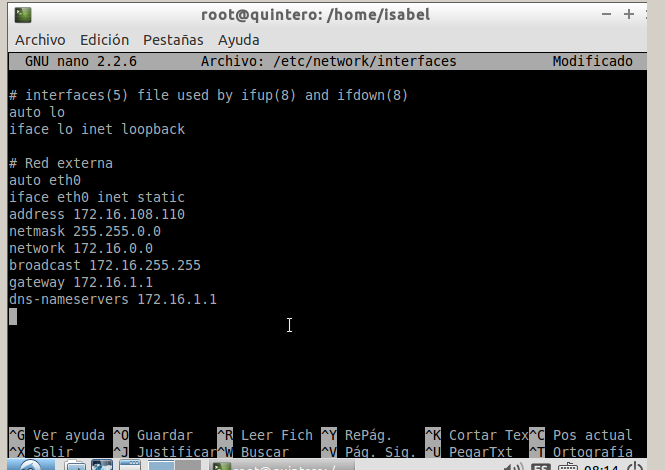 root@quintero: /home/isabel
Archivo Edición Pestañas Ayuda
GNU nano 2.2.6 Archivo: /etc/network/interfaces Modificado
# interfaces(5) file used by ifup(8) and ifdown(8)
auto lo
iface lo inet loopback
# Red externa
auto eth0
iface eth0 inet static
address 172.16.108.110
netmask 255.255.0.0
network 172.16.0.0
broadcast 172.16.255.255
gateway 172.16.1.1
dns-nameservers 172.16.1.1
^G Ver ayuda ^O Guardar ^R Leer Fich ^Y RePág. ^K Cortar Tex ^C Pos actual
^X Salir ^J Justificar ^W Buscar ^V Pág. Sig. ^U PegarTxt ^T Ortografía
root@quintero: / ES 08:14